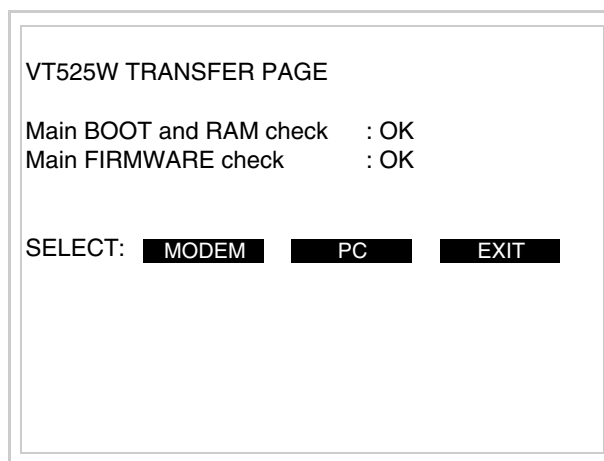 VT525W TRANSFER PAGE
Main BOOT and RAM check : OK
Main FIRMWARE check : OK
SELECT: MODEM PC EXIT